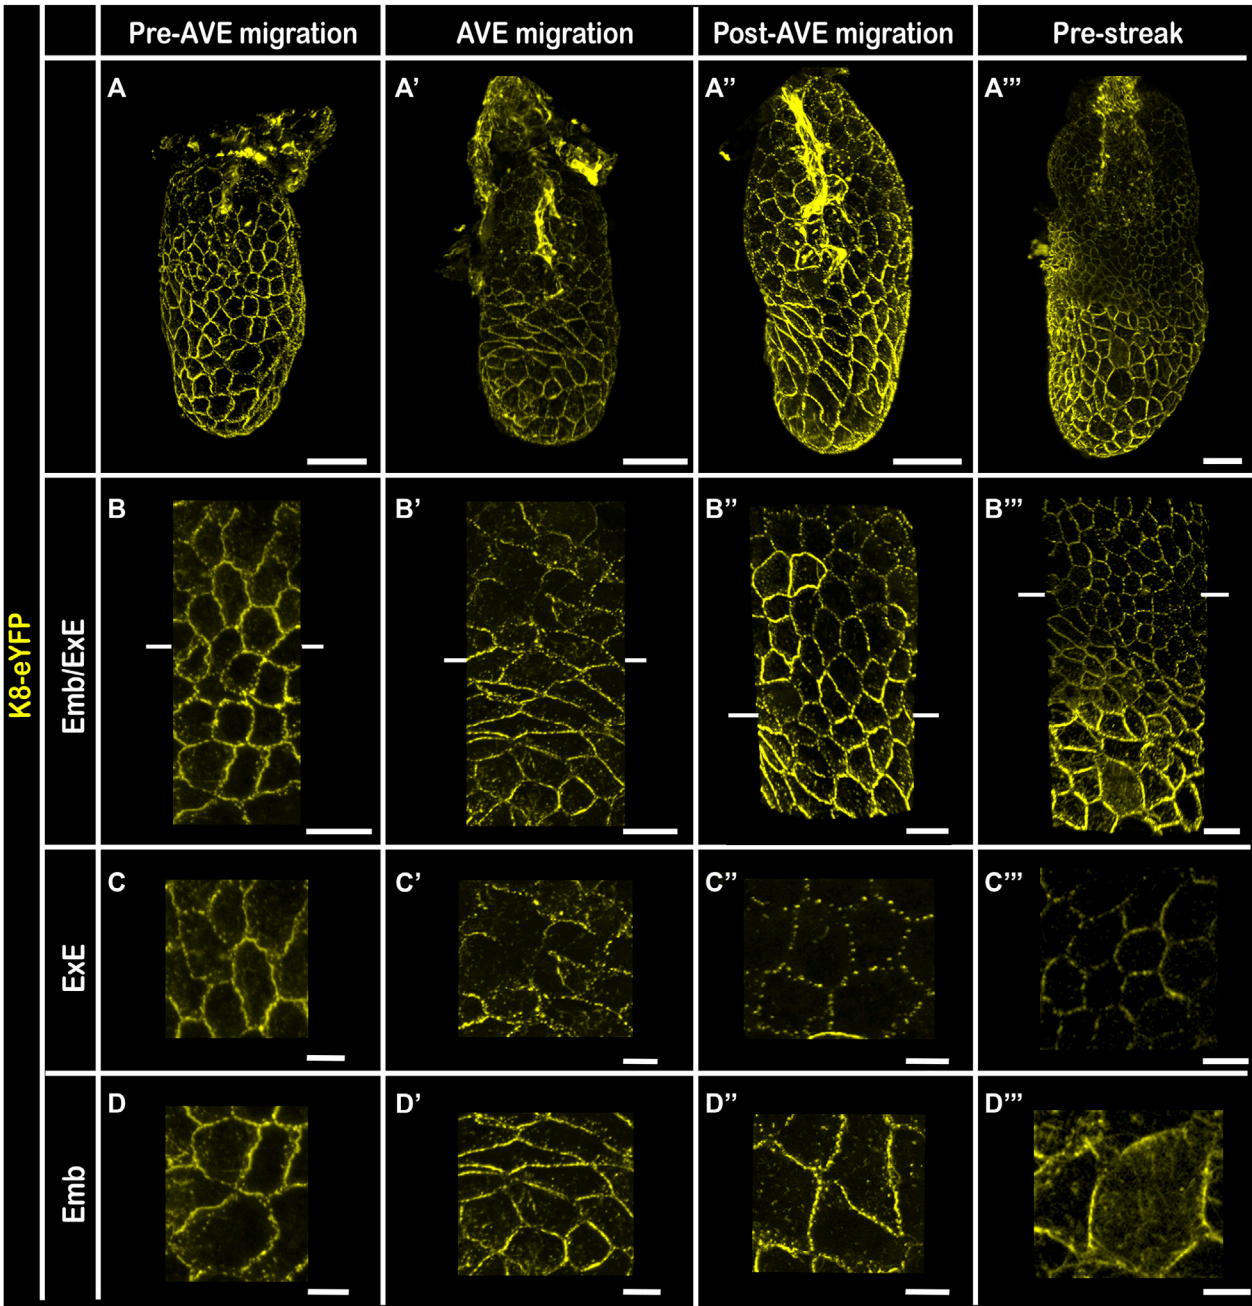 Pre-AVE migration
AVE migration
Post-AVE migration
Pre-streak
K8-eYFP
A
A’
A’’
A’’’
Emb/ExE
B
B’
B’’
B’’’
ExE
C
C’
C’’
C’’’
Emb
D
D’
D’’
D’’’